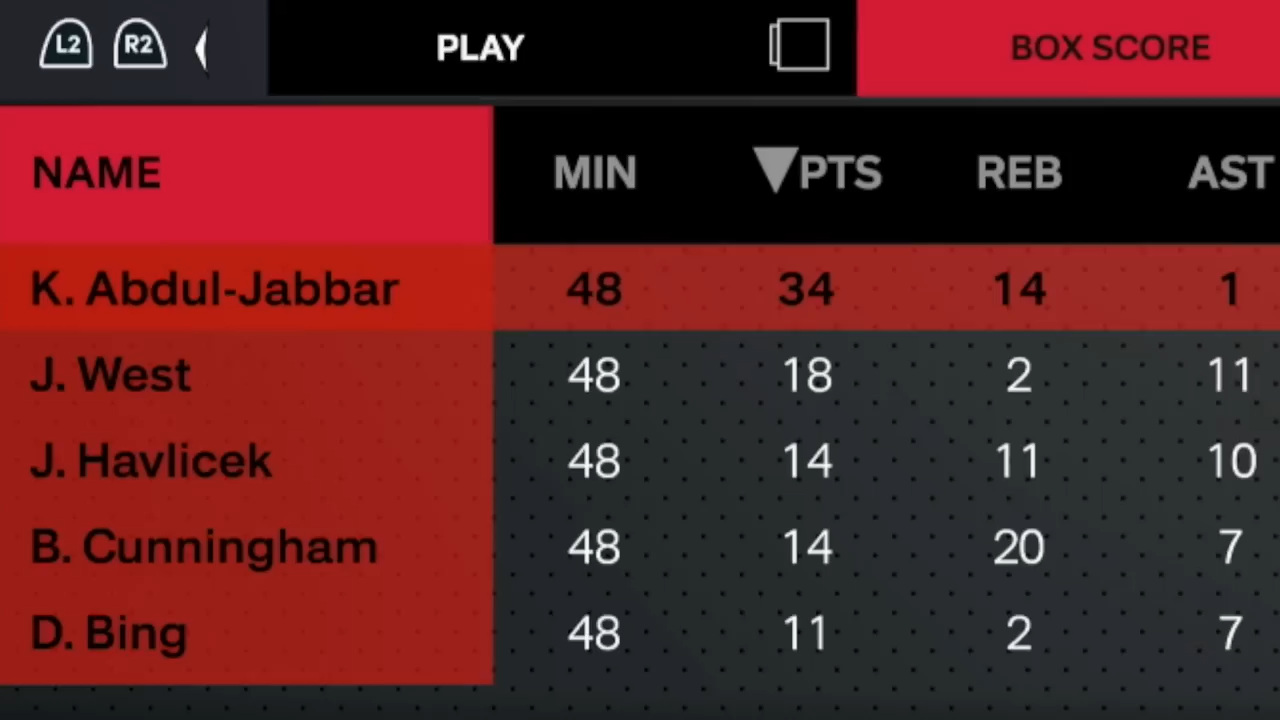 L2 R2 PLAY BOX SCORE
NAME MIN ▼PTS REB AST
K. Abdul-Jabbar 48 34 14 1
J. West 48 18 2 11
J. Havlicek 48 14 11 10
B. Cunningham 48 14 20 7
D. Bing 48 11 2 7